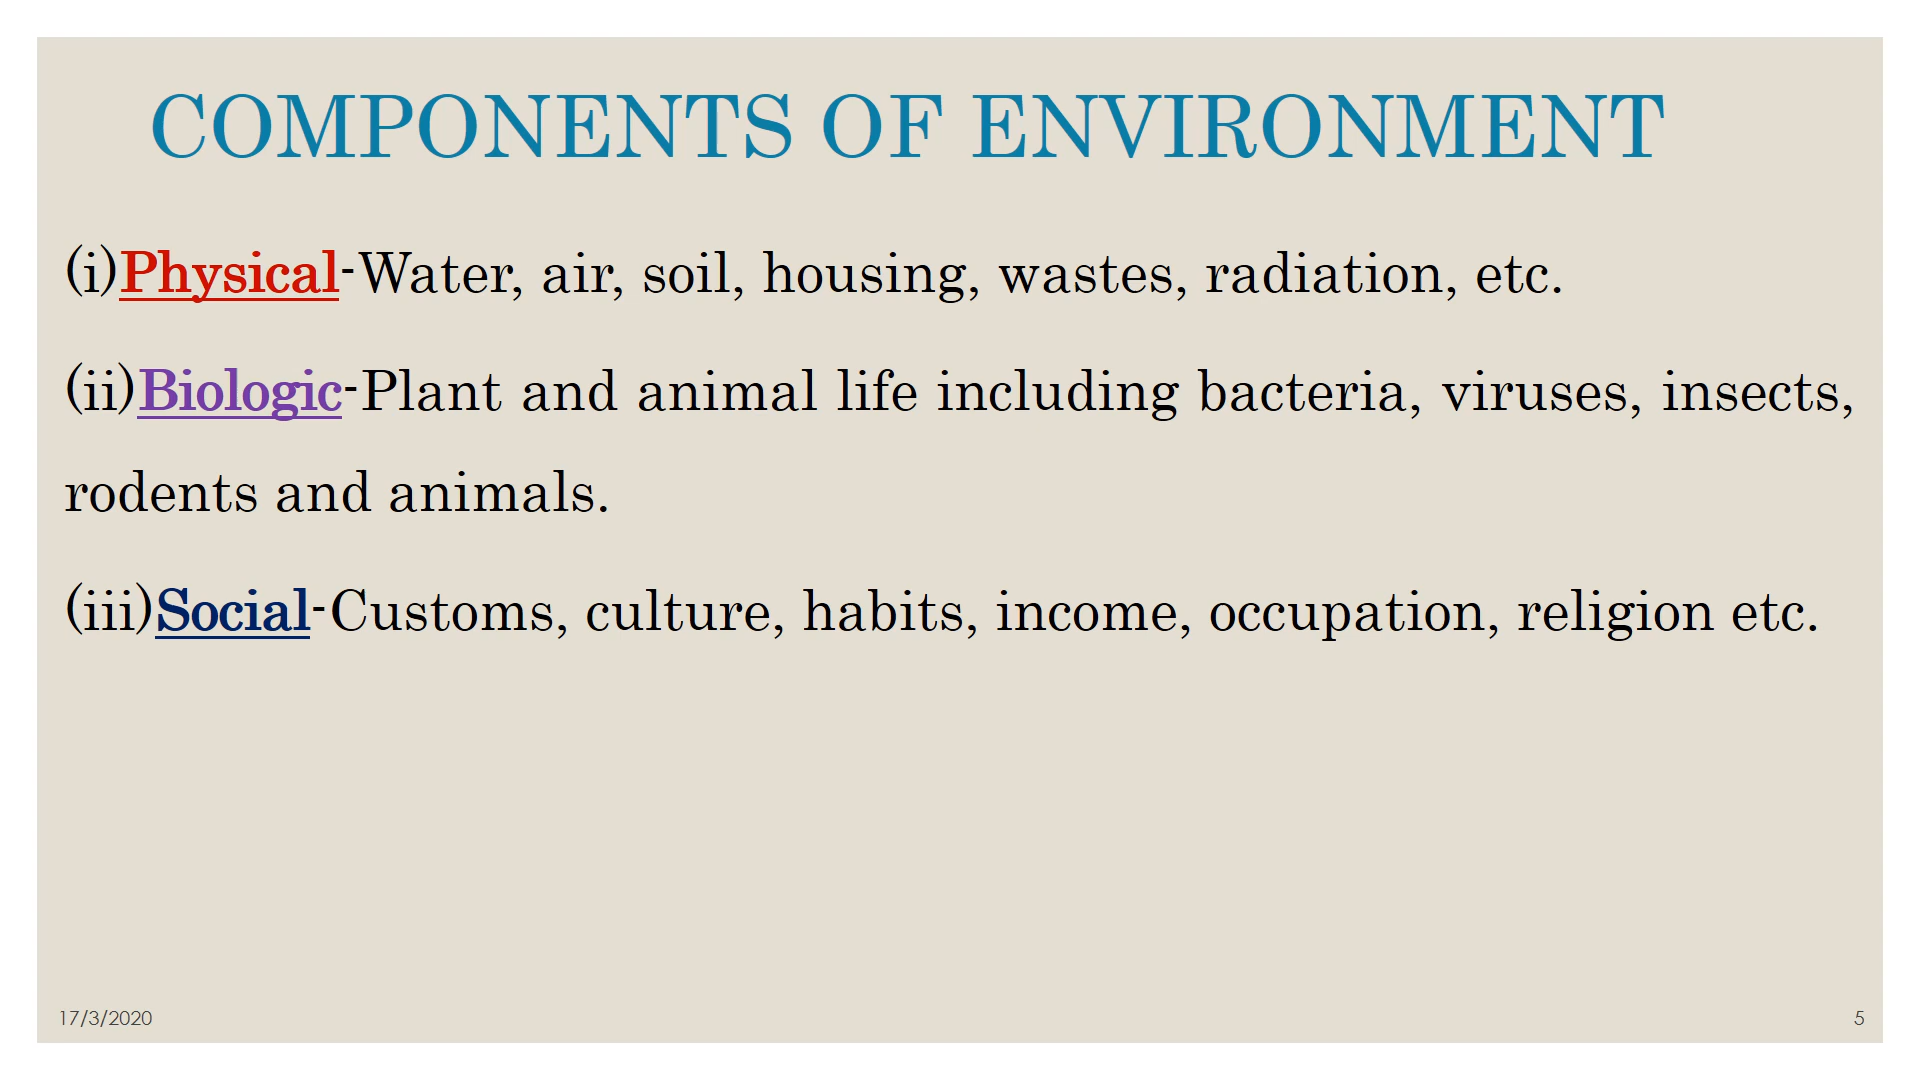 COMPONENTS OF ENVIRONMENT
(i)Physical-Water, air, soil, housing, wastes, radiation, etc.
(ii)Biologic-Plant and animal life including bacteria, viruses, insects,
rodents and animals.
(iii)Social-Customs, culture, habits, income, occupation, religion etc.
17/3/2020
5